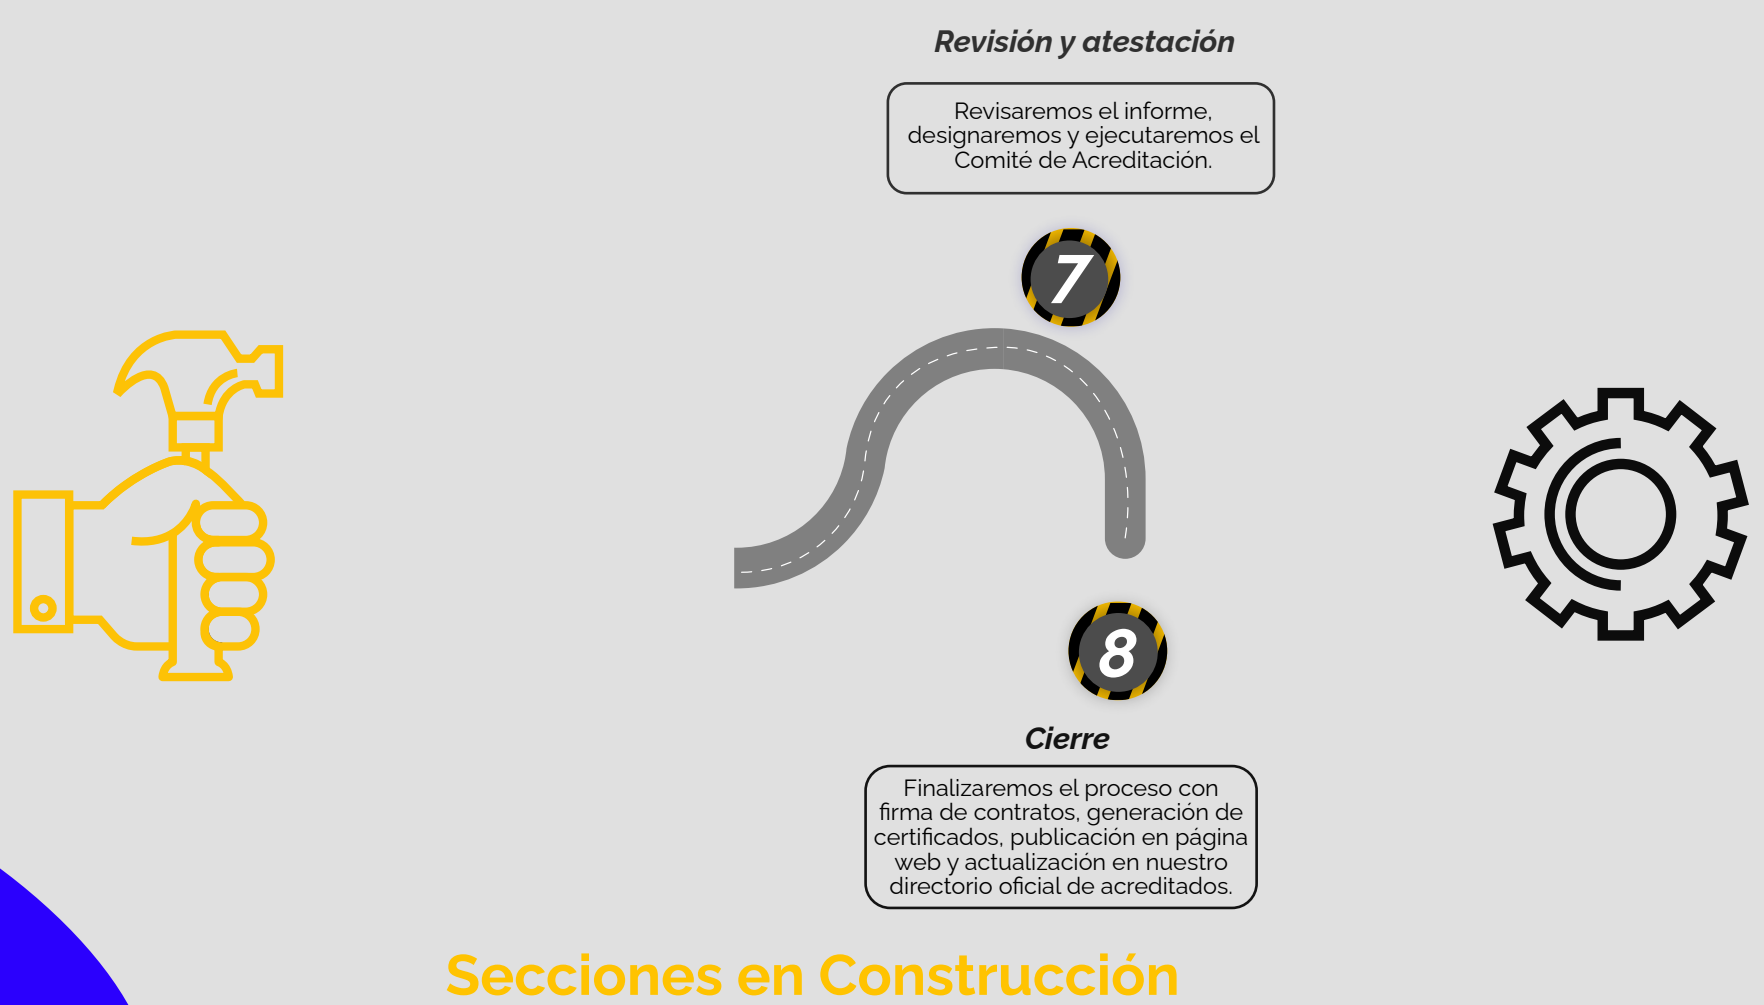 Revisión y atestación
Revisaremos el informe,
designaremos y ejecutaremos el
Comité de Acreditación.
7
8
Cierre
Finalizaremos el proceso con
firma de contratos, generación de
certificados, publicación en página
web y actualización en nuestro
directorio oficial de acreditados.
Secciones en Construcción